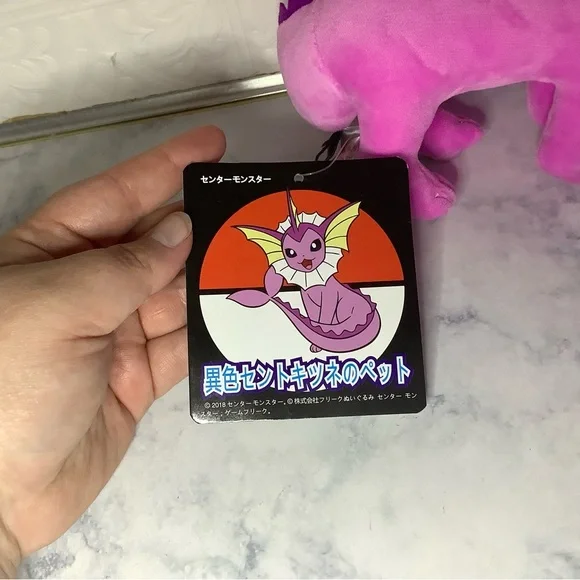 センターモンスター
異色セントキツネのペット
© 2018 センターモンスター, © 株式会社フリークぬいぐるみ センター モン
スター , ゲームフリーク。